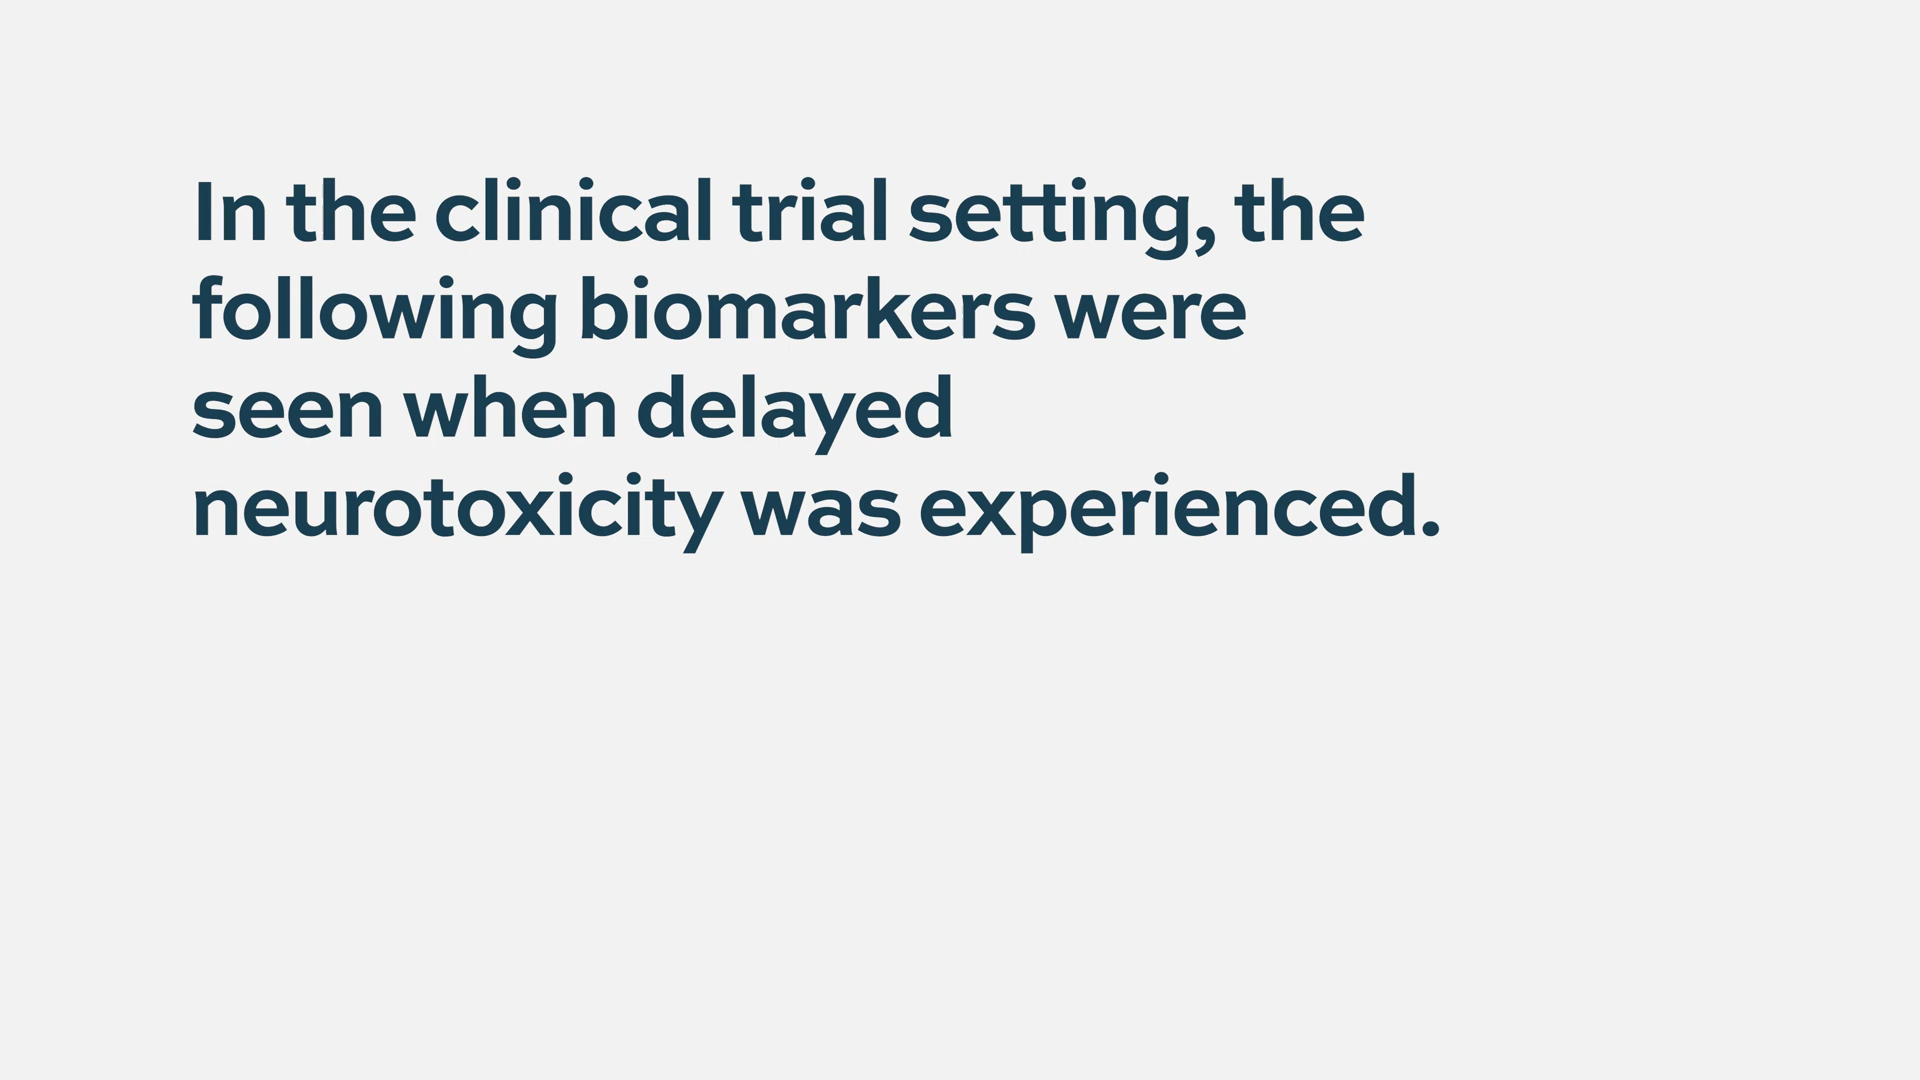 In the clinical trial setting, the
following biomarkers were
seen when delayed
neurotoxicity was experienced.